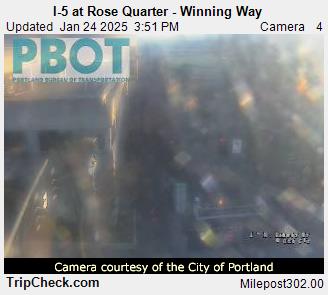 I-5 at Rose Quarter - Winning Way
Updated Jan 24 2025 3:51 PM Camera 4
PBOT
PORTLAND BUREAU OF TRANSPORTATION
Camera courtesy of the City of Portland
TripCheck.com Milepost302.00